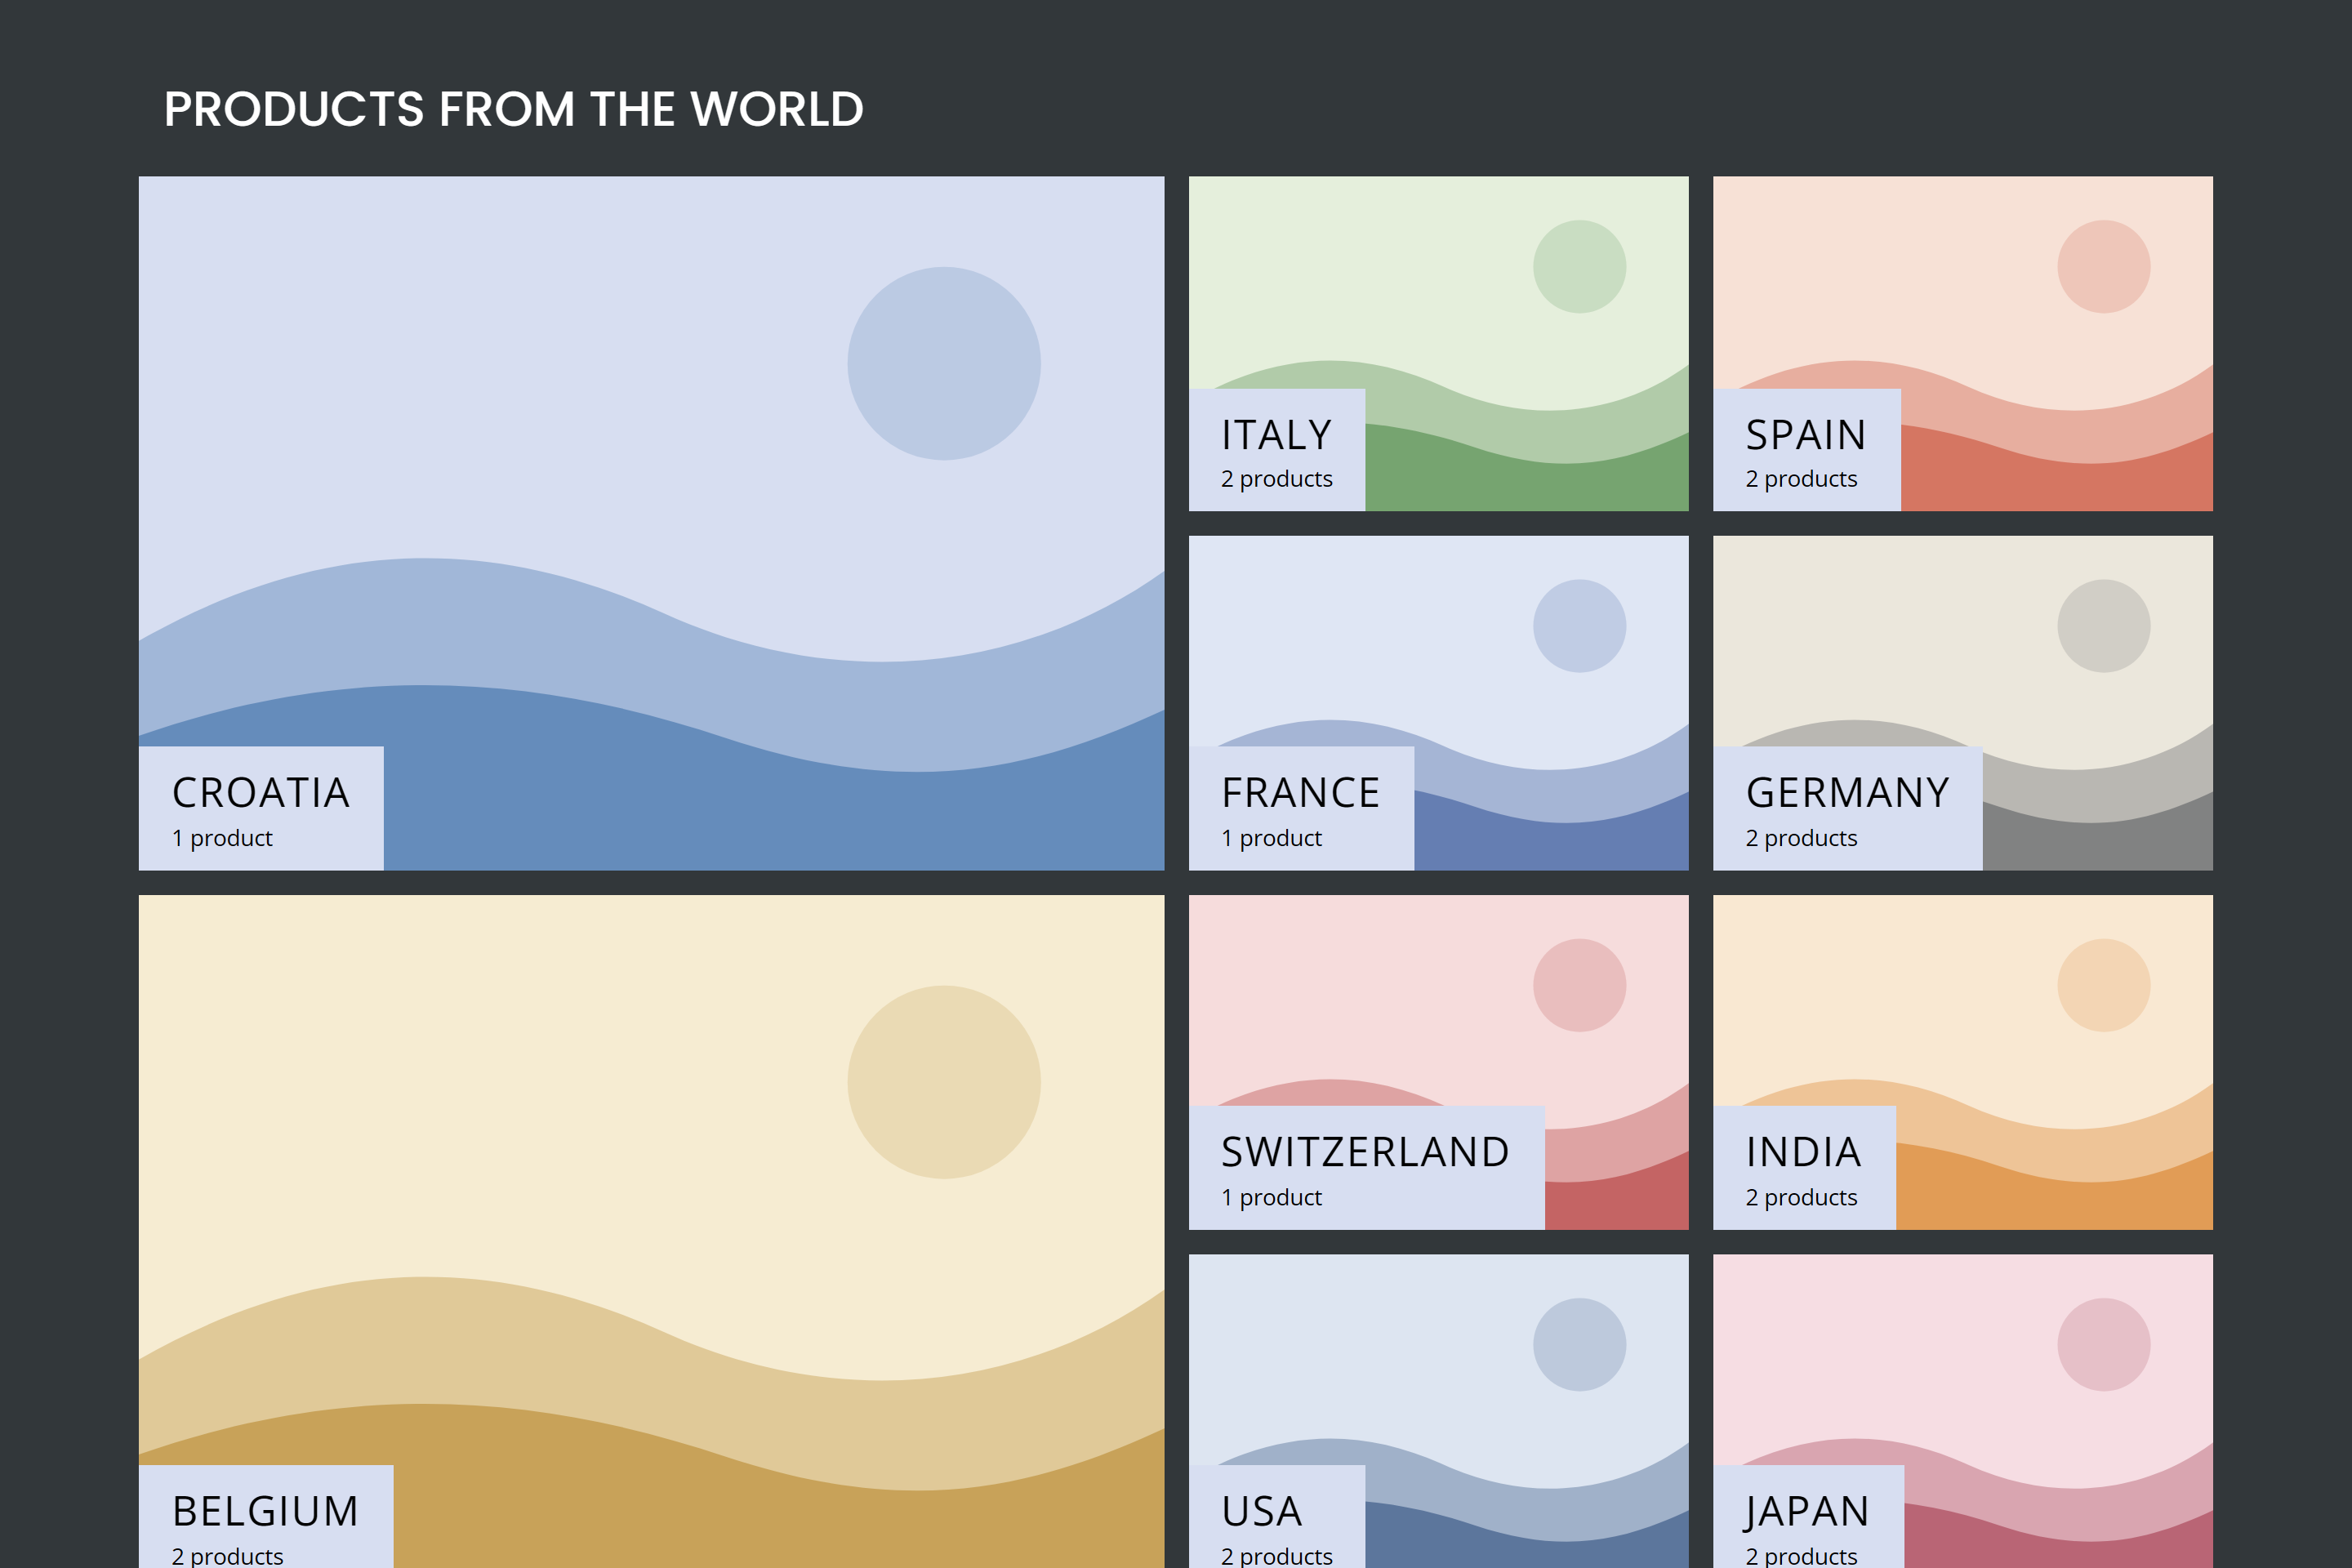 PRODUCTS FROM THE WORLD
CROATIA
1 product
ITALY
2 products
SPAIN
2 products
FRANCE
1 product
GERMANY
2 products
BELGIUM
2 products
SWITZERLAND
1 product
INDIA
2 products
USA
2 products
JAPAN
2 products